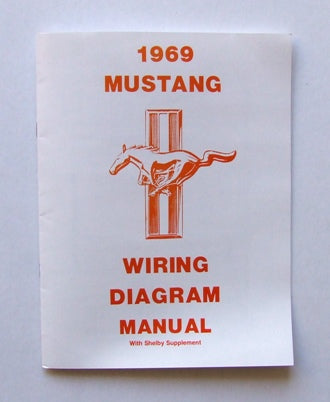 1969
MUSTANG
WIRING
DIAGRAM
MANUAL
With Shelby Supplement